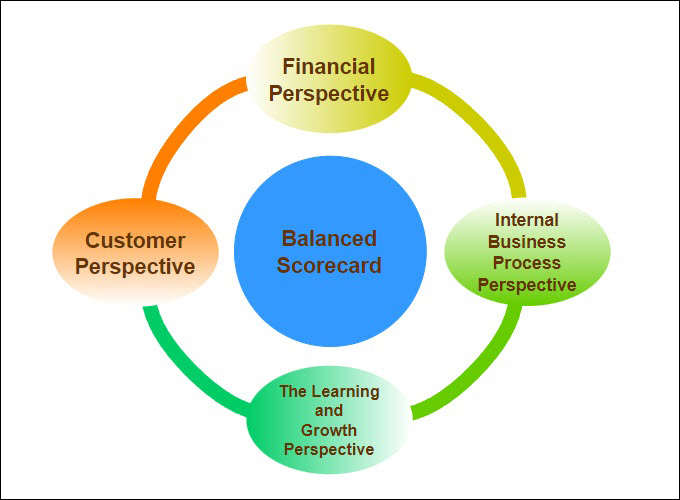 Financial
Perspective
Customer
Perspective
Balanced
Scorecard
Internal
Business
Process
Perspective
The Learning
and
Growth
Perspective